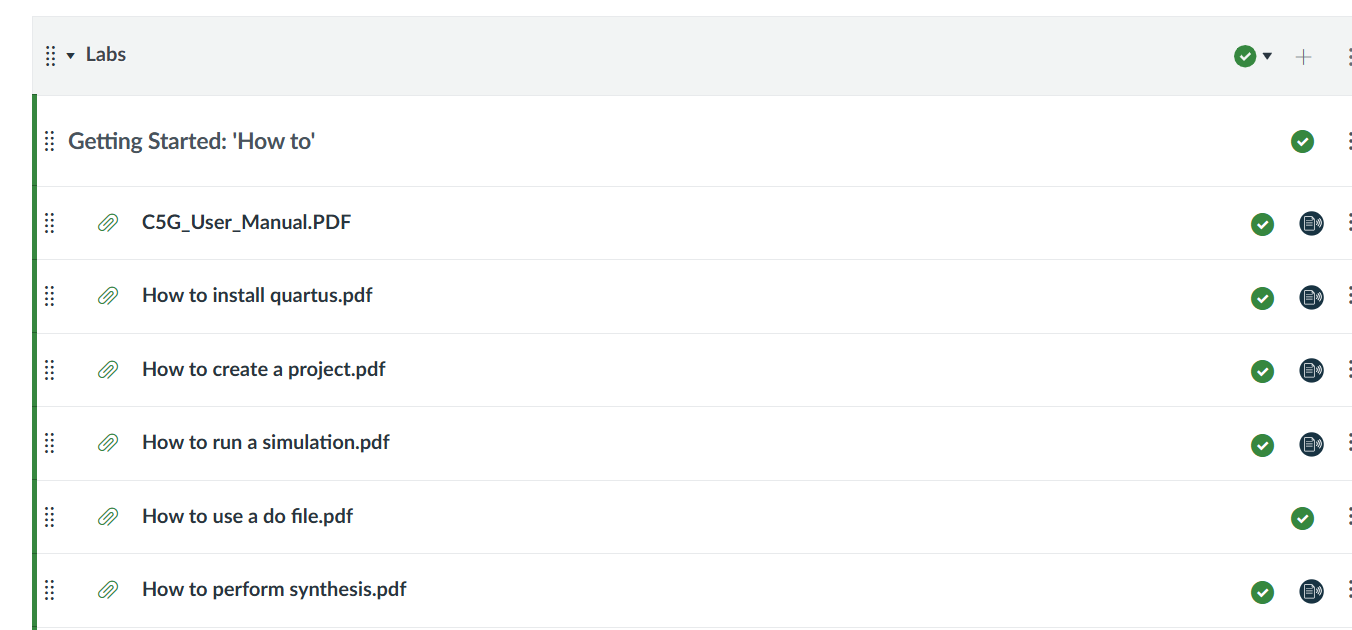 Labs
Getting Started: 'How to'
C5G_User_Manual.PDF
How to install quartus.pdf
How to create a project.pdf
How to run a simulation.pdf
How to use a do file.pdf
How to perform synthesis.pdf